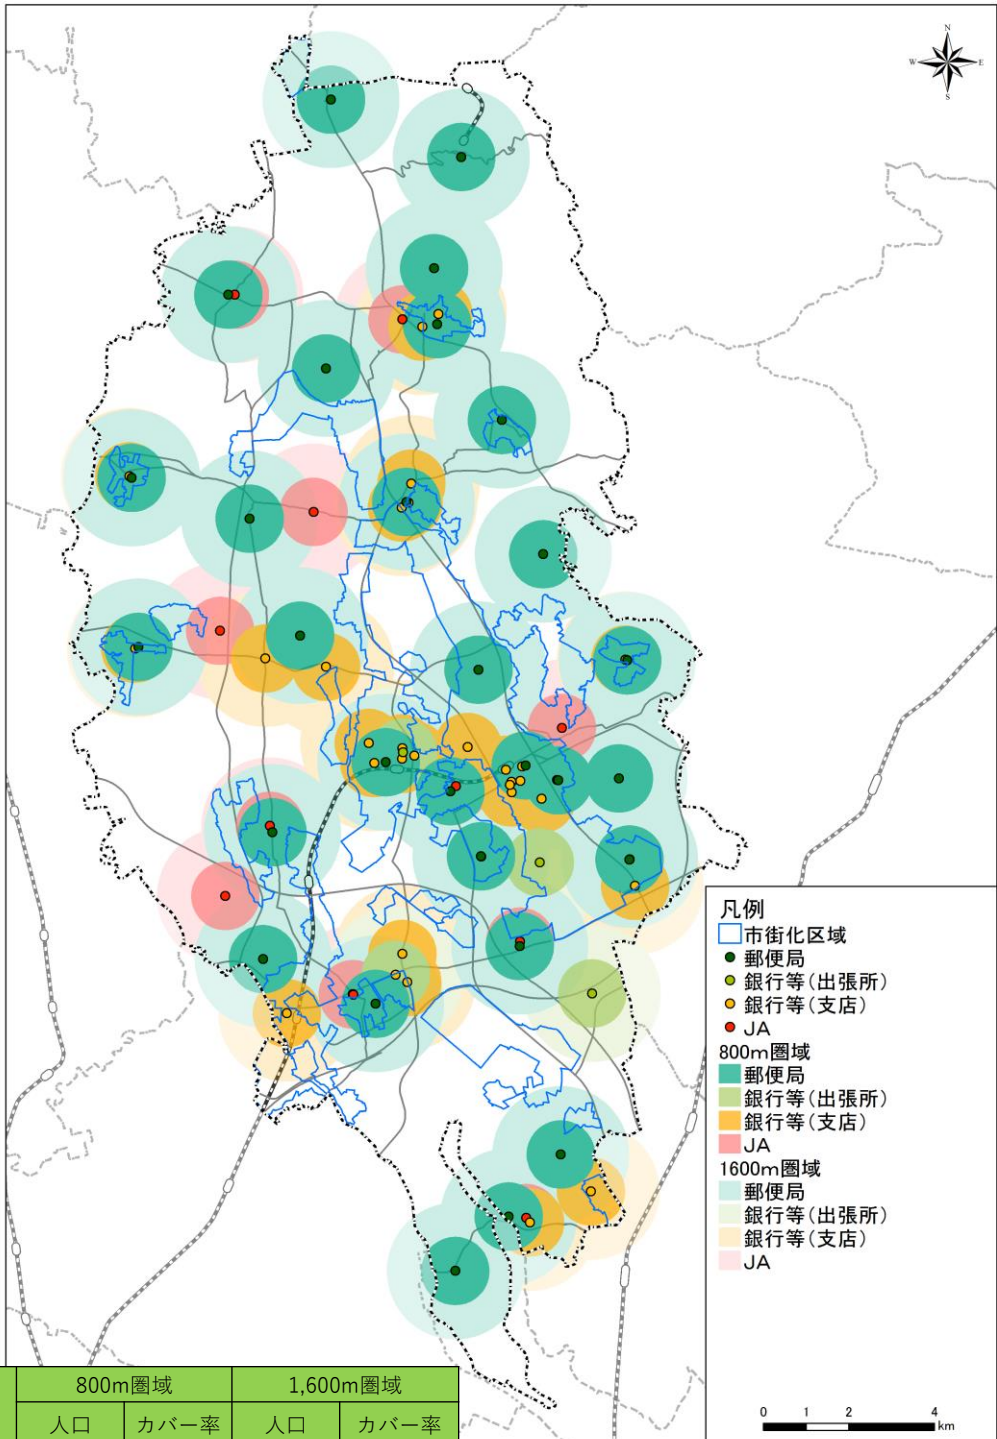 N
W E
S
凡例
市街化区域
郵便局
銀行等(出張所)
銀行等(支店)
JA
800m圏域
郵便局
銀行等(出張所)
銀行等(支店)
JA
1600m圏域
郵便局
銀行等(出張所)
銀行等(支店)
JA
0 1 2 4
km
800m圏域 1,600m圏域
人口 カバー率 人口 カバー率